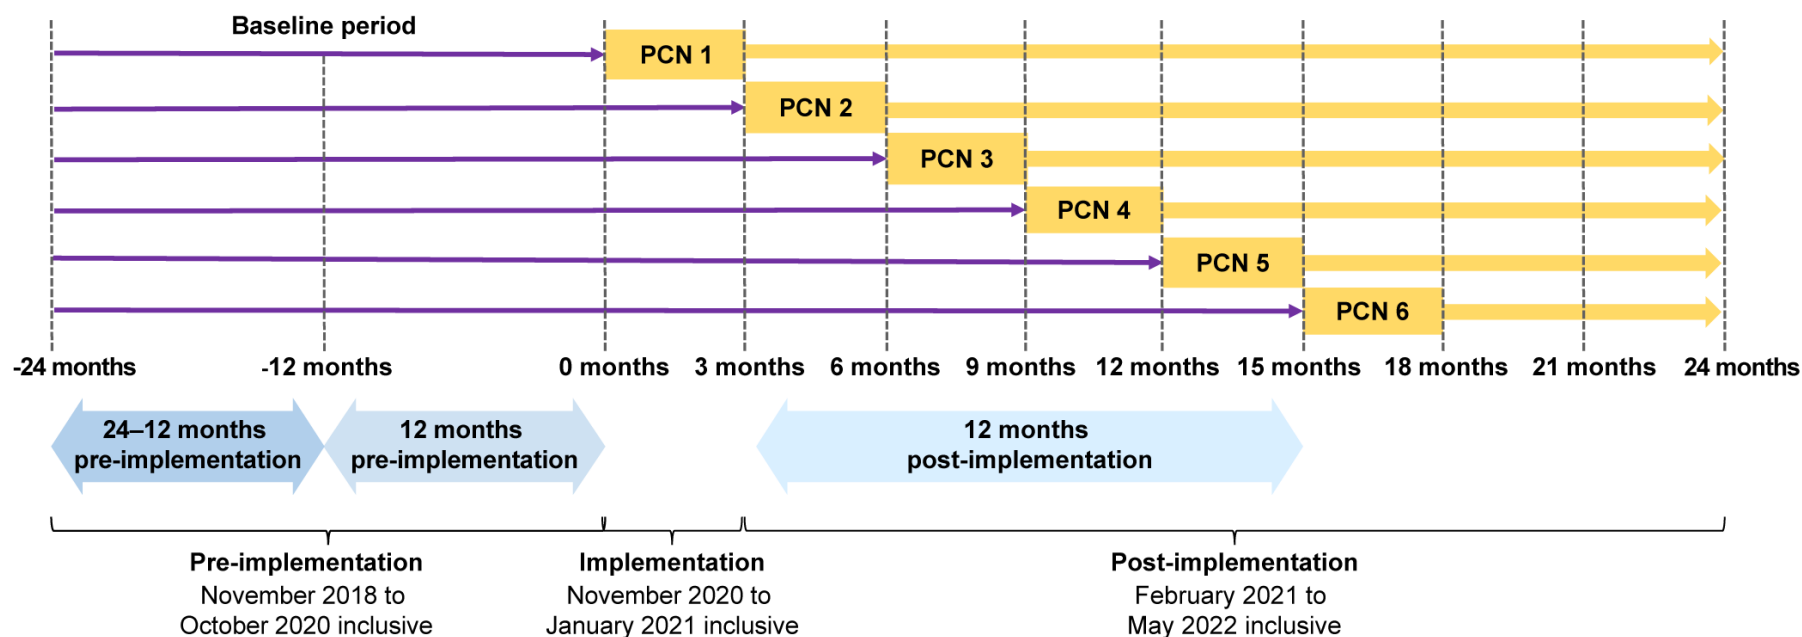 Baseline period
PCN 1
PCN 2
PCN 3
PCN 4
PCN 5
PCN 6
-24 months
-12 months
0 months
3 months
6 months
9 months
12 months
15 months
18 months
21 months
24 months
24–12 months
pre-implementation
12 months
pre-implementation
12 months
post-implementation
Pre-implementation
November 2018 to
October 2020 inclusive
Implementation
November 2020 to
January 2021 inclusive
Post-implementation
February 2021 to
May 2022 inclusive